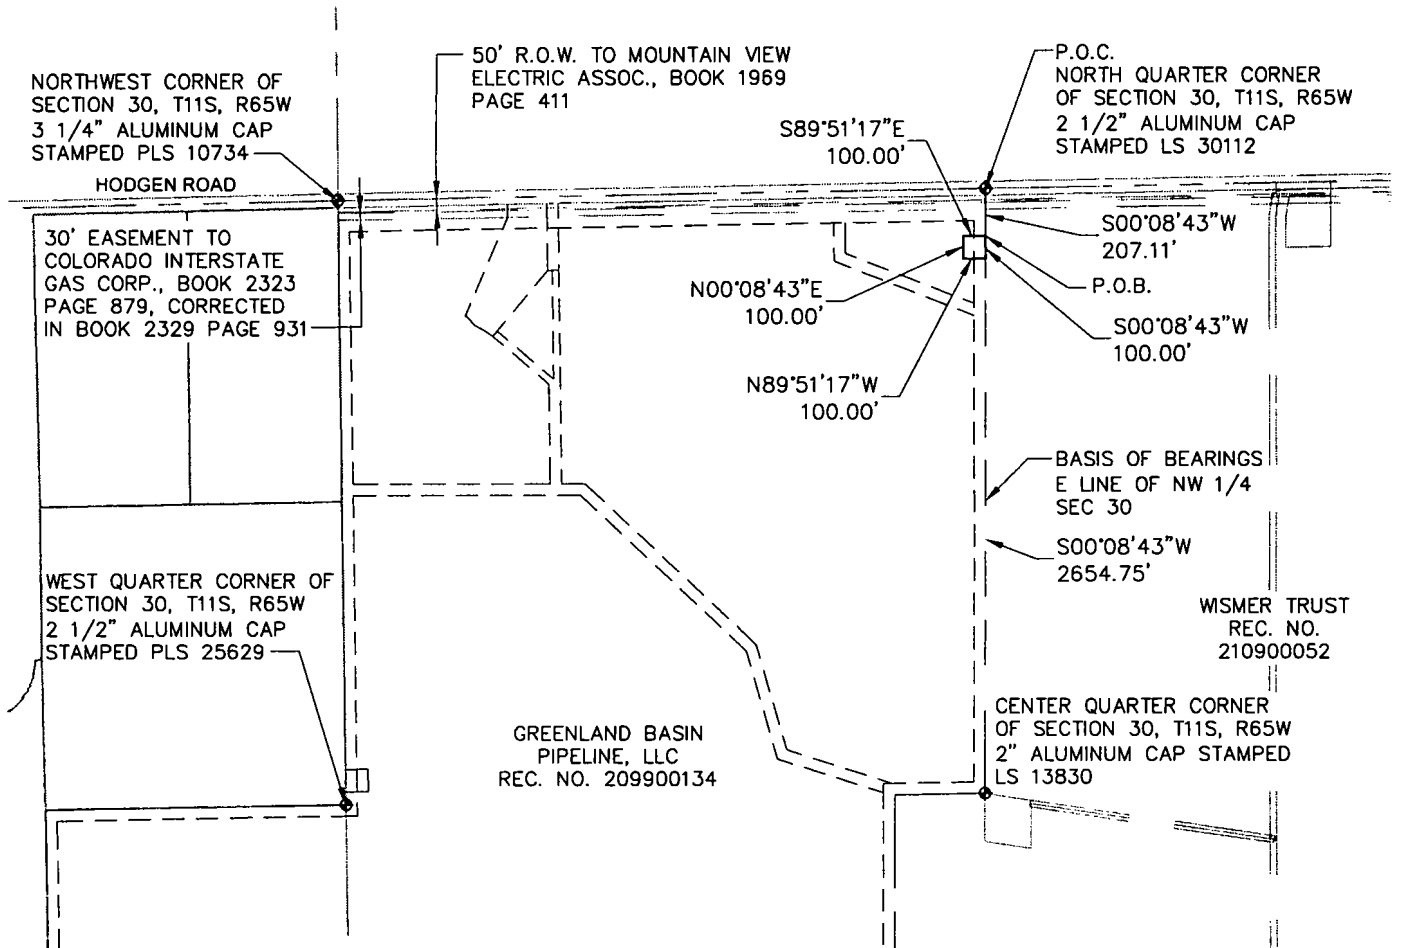 NORTHWEST CORNER OF
SECTION 30, T11S, R65W
3 1/4" ALUMINUM CAP
STAMPED PLS 10734
HODGEN ROAD
50' R.O.W. TO MOUNTAIN VIEW
ELECTRIC ASSOC., BOOK 1969
PAGE 411
P.O.C.
NORTH QUARTER CORNER
OF SECTION 30, T11S, R65W
2 1/2" ALUMINUM CAP
STAMPED LS 30112
S89°51'17"E
100.00'
30' EASEMENT TO
COLORADO INTERSTATE
GAS CORP., BOOK 2323
PAGE 879, CORRECTED
IN BOOK 2329 PAGE 931
S00°08'43"W
207.11'
P.O.B.
N00°08'43"E
100.00'
S00°08'43"W
100.00'
N89°51'17"W
100.00'
BASIS OF BEARINGS
E LINE OF NW 1/4
SEC 30
S00°08'43"W
2654.75'
WEST QUARTER CORNER OF
SECTION 30, T11S, R65W
2 1/2" ALUMINUM CAP
STAMPED PLS 25629
WISMER TRUST
REC. NO.
210900052
GREENLAND BASIN
PIPELINE, LLC
REC. NO. 209900134
CENTER QUARTER CORNER
OF SECTION 30, T11S, R65W
2" ALUMINUM CAP STAMPED
LS 13830